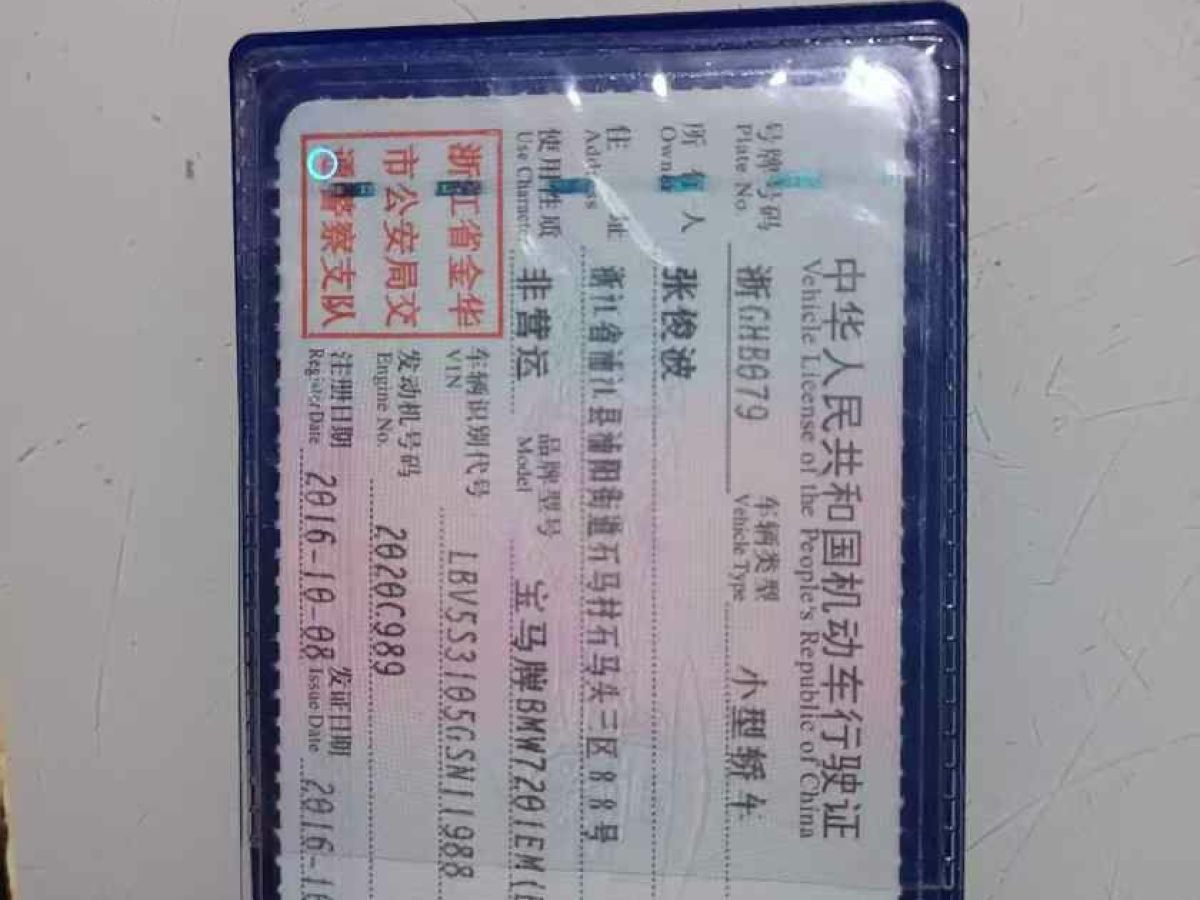 中华人民共和国机动车行驶证
Vehicle License of the People's Republic of China
号牌号码 浙GHB079 车辆类型 小型轿车
Plate No. Vehicle Type
所有人 张俊波
Owner
住址 浙江省浦江县浦阳街道石马村石马头三区88号
Address
使用性质 非营运 品牌型号 宝马牌BMW7201EM(
Use Character Model
浙江省金华
市公安局交
通警察支队
车辆识别代号 LBV5S3105GSN11988
VIN
发动机号码 2020C989
Engine No.
注册日期 2016-10-08 发证日期 2016-1
Register Date Issue Date